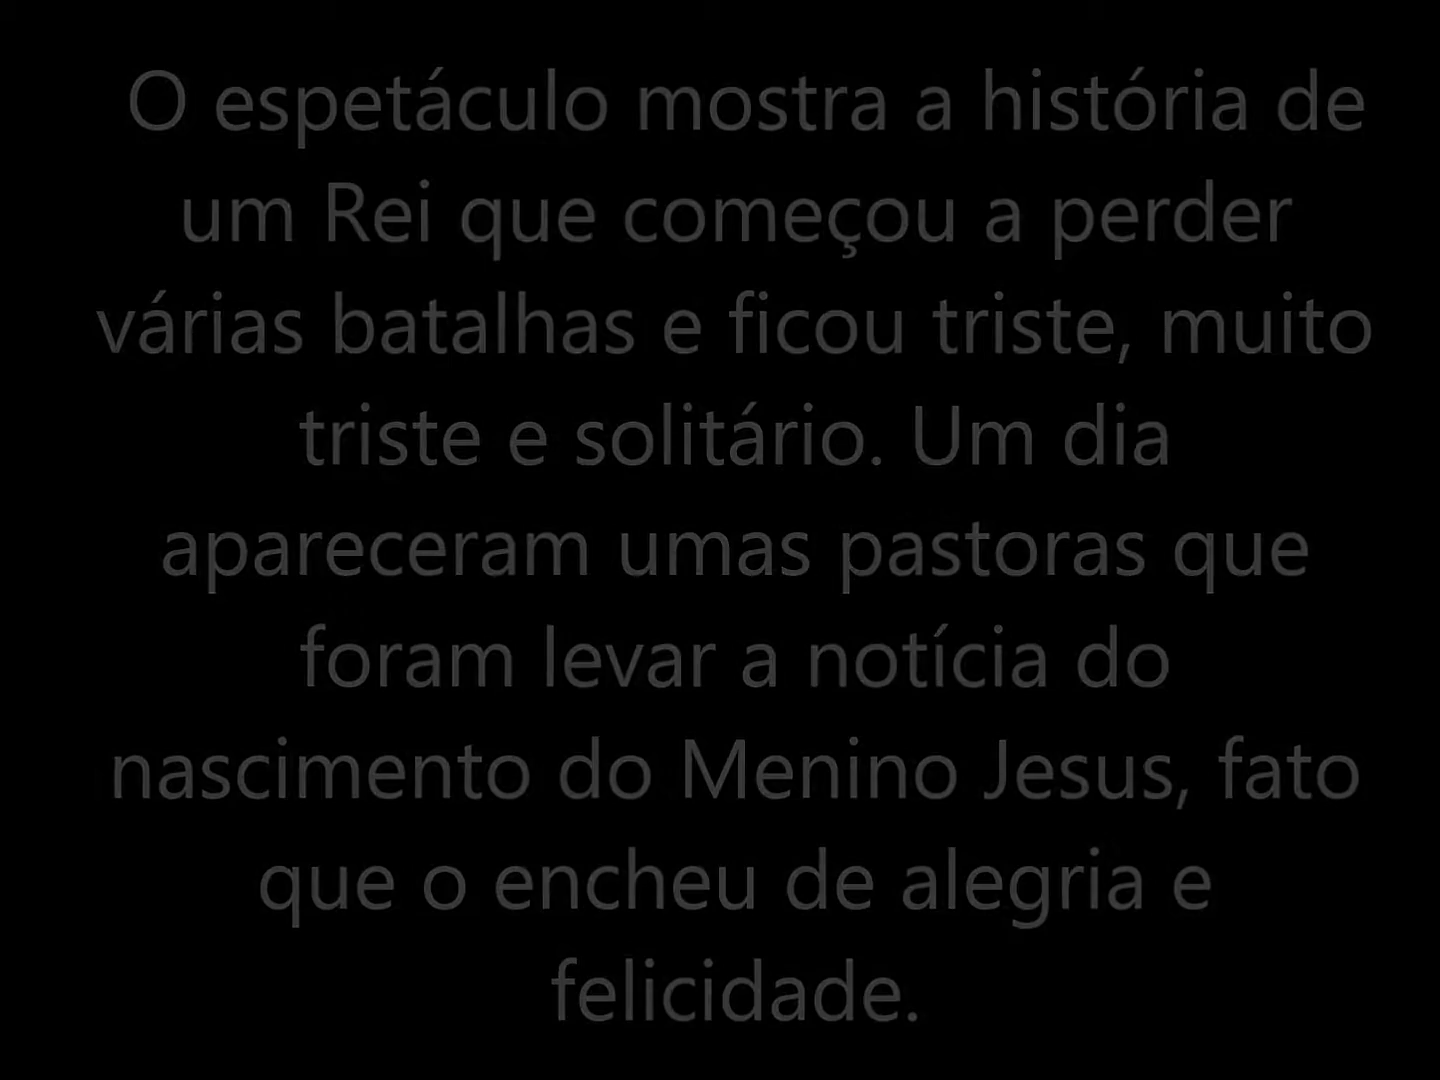 O espetáculo mostra a história de
um Rei que começou a perder
várias batalhas e ficou triste, muito
triste e solitário. Um dia
apareceram umas pastoras que
foram levar a notícia do
nascimento do Menino Jesus, fato
que o encheu de alegria e
felicidade.